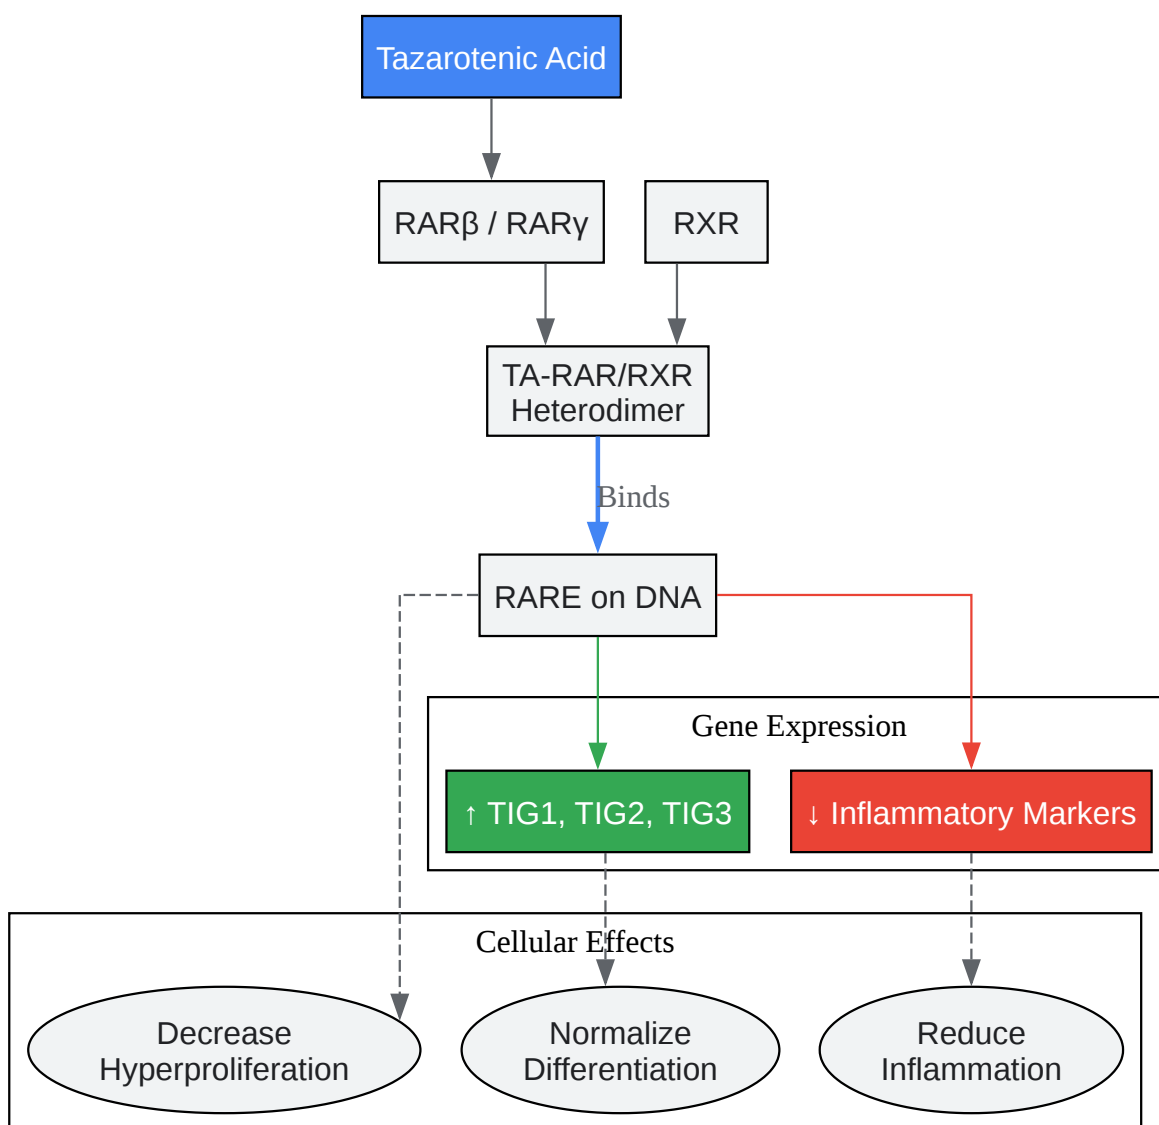 Tazarotenic Acid
RARβ / RARγ
RXR
TA-RAR/RXR
Heterodimer
Binds
RARE on DNA
Gene Expression
↑ TIG1, TIG2, TIG3
↓ Inflammatory Markers
Cellular Effects
Decrease
Hyperproliferation
Normalize
Differentiation
Reduce
Inflammation